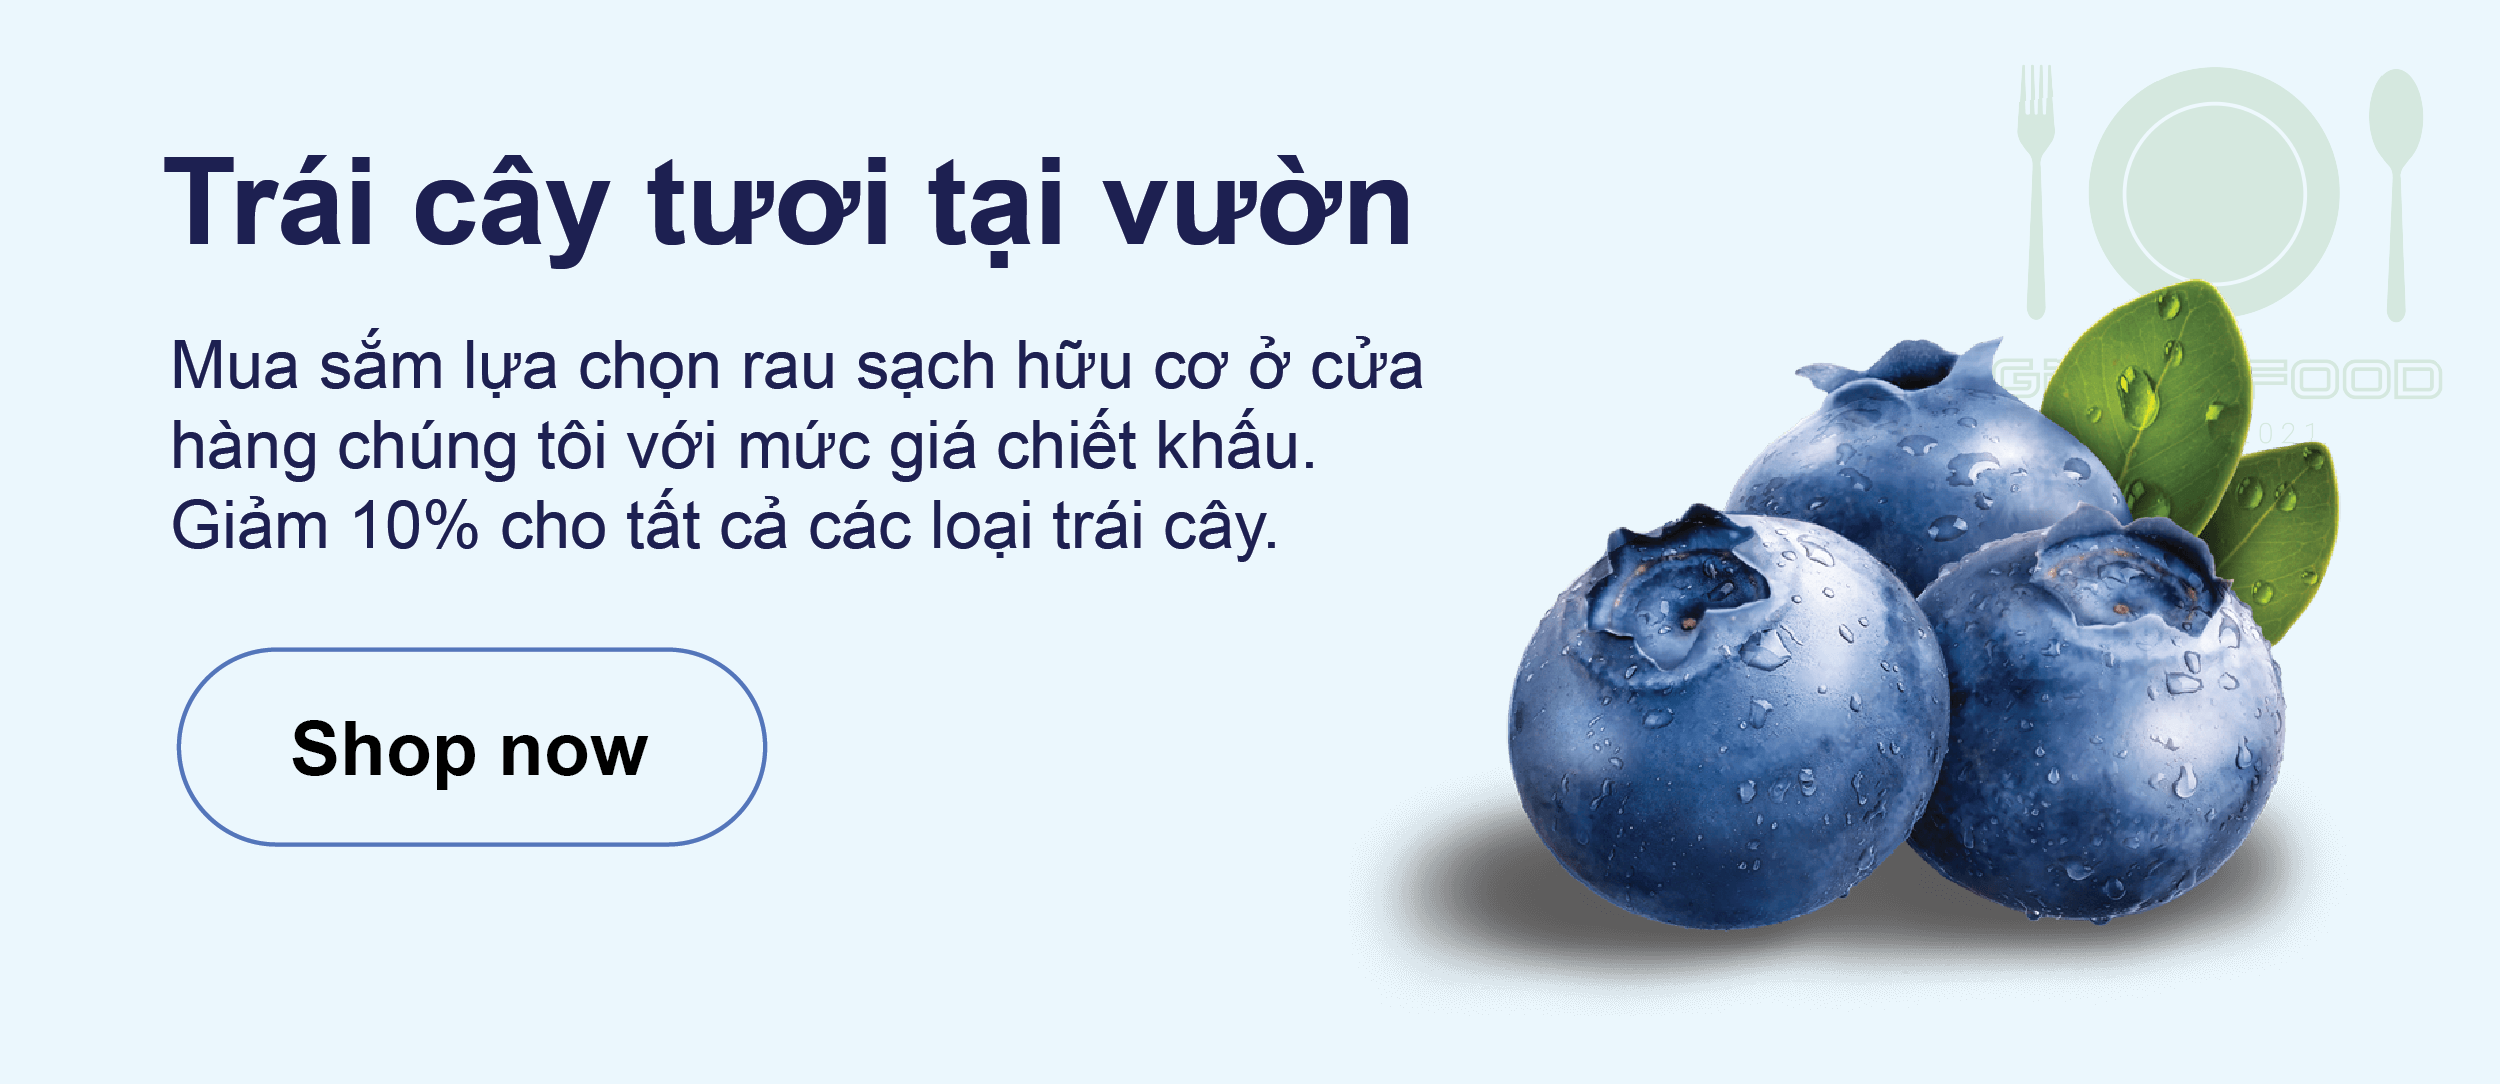 Trái cây tươi tại vườn
Mua sắm lựa chọn rau sạch hữu cơ ở cửa
hàng chúng tôi với mức giá chiết khấu.
Giảm 10% cho tất cả các loại trái cây.
Shop now
FOOD